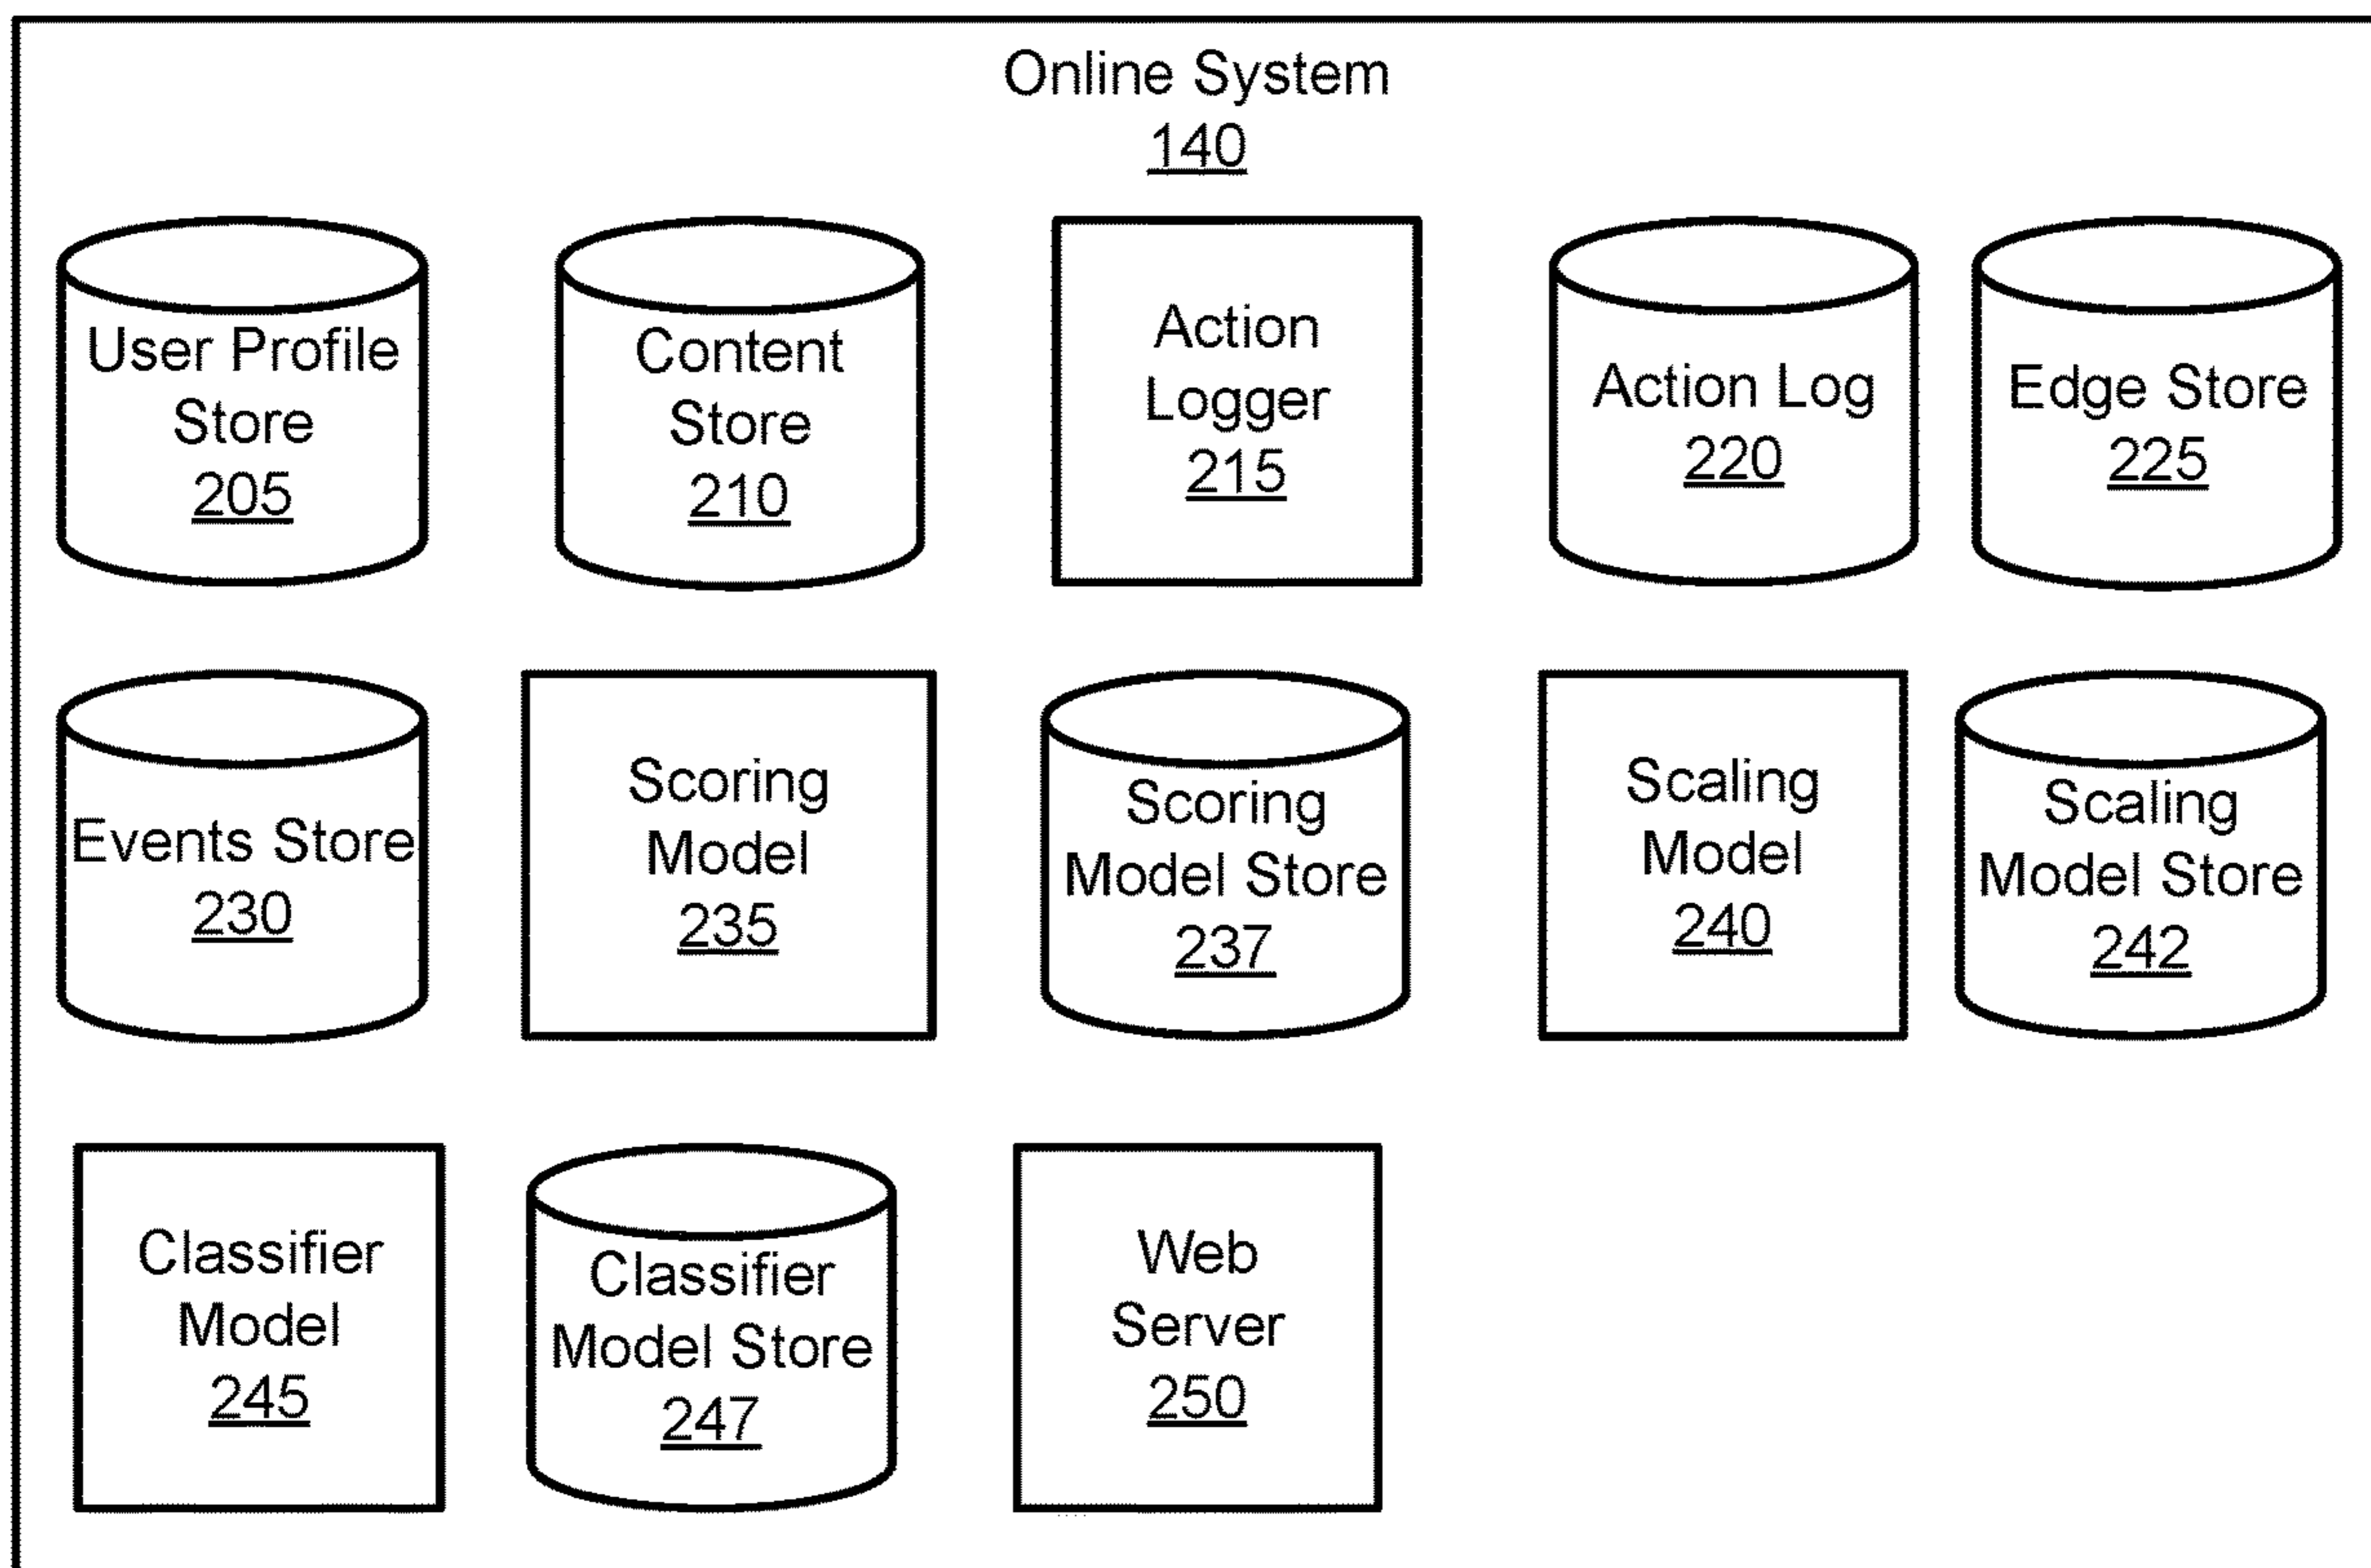 Online System
140
User Profile
Store
205
Content
Store
210
Action
Logger
215
Action Log
220
Edge Store
225
Events Store
230
Scoring
Model
235
Scoring
Model Store
237
Scaling
Model
240
Scaling
Model Store
242
Classifier
Model
245
Classifier
Model Store
247
Web
Server
250